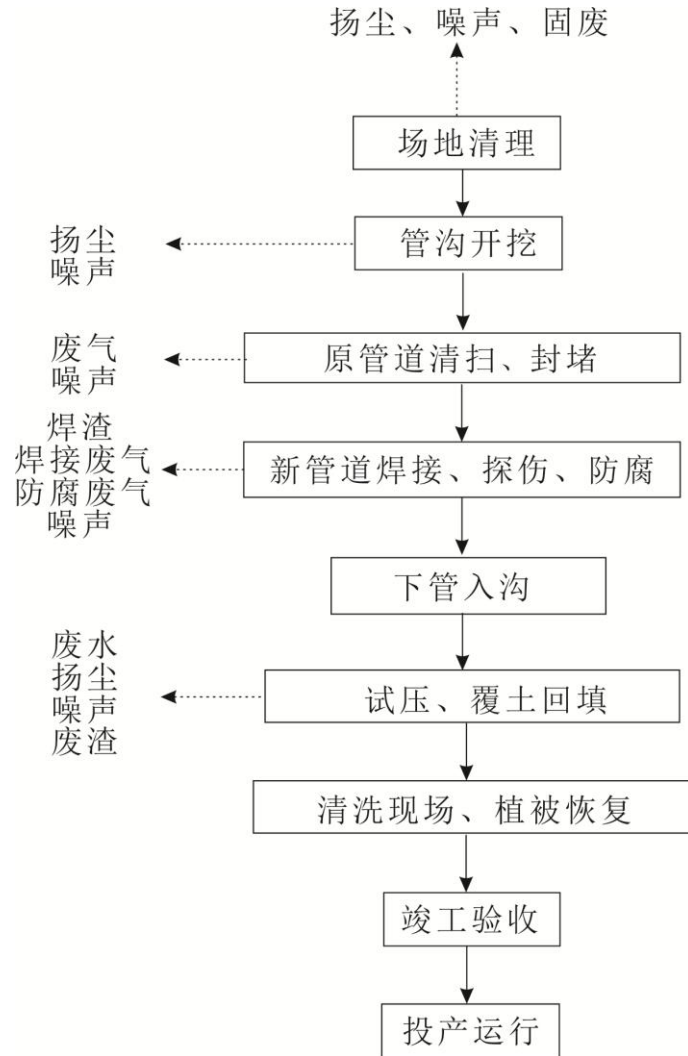 扬尘、噪声、固废
场地清理
扬尘
噪声
管沟开挖
废气
噪声
原管道清扫、封堵
焊渣
焊接废气
防腐废气
噪声
新管道焊接、探伤、防腐
下管入沟
废水
扬尘
噪声
废渣
试压、覆土回填
清洗现场、植被恢复
竣工验收
投产运行